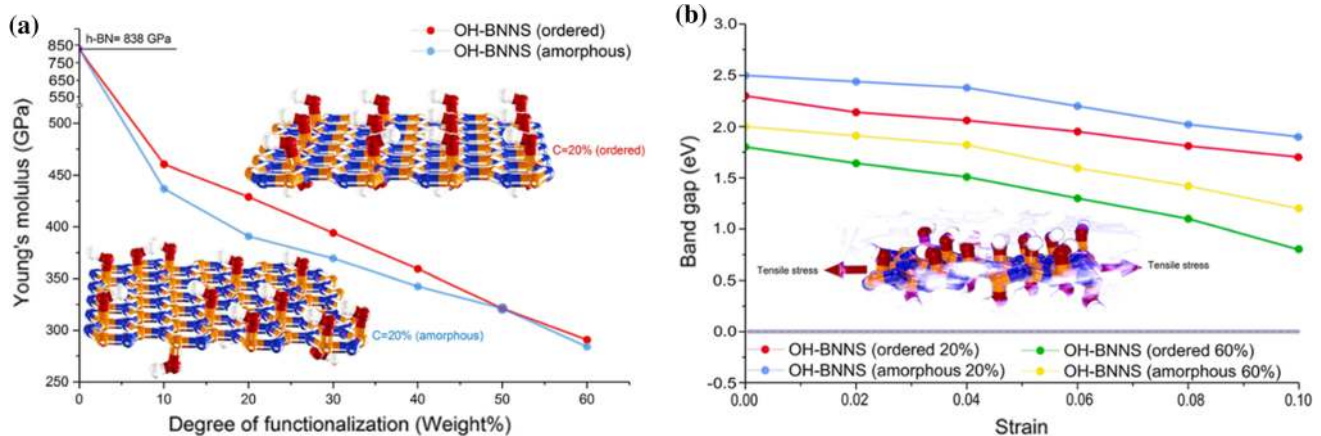 (a)
h-BN= 838 GPa
OH-BNNS (ordered)
OH-BNNS (amorphous)
850
750
650
550
500
450
400
350
300
250
Young's molulus (GPa)
C=20% (ordered)
C=20% (amorphous)
0 10 20 30 40 50 60
Degree of functionalization (Weight%)
(b)
3.0
2.5
2.0
1.5
1.0
0.5
0.0
-0.5
Band gap (eV)
Tensile stress
Tensile stress
OH-BNNS (ordered 20%)
OH-BNNS (ordered 60%)
OH-BNNS (amorphous 20%)
OH-BNNS (amorphous 60%)
0.00 0.02 0.04 0.06 0.08 0.10
Strain